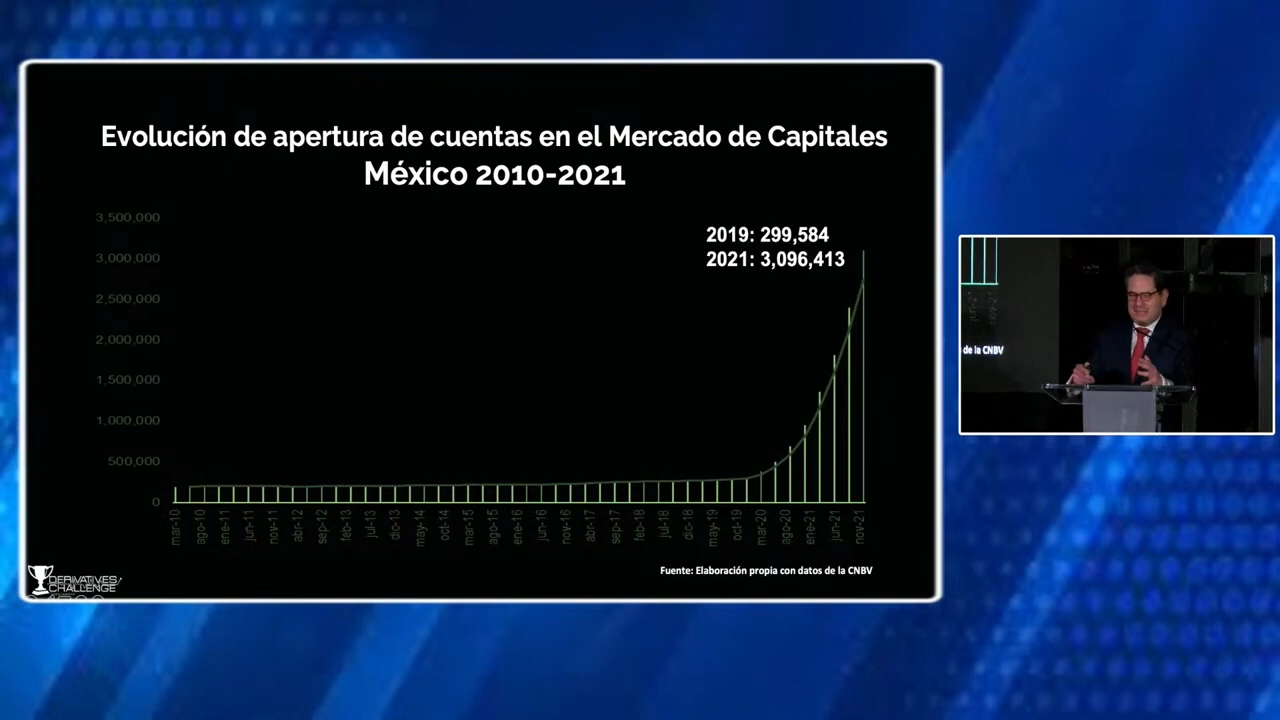 Evolución de apertura de cuentas en el Mercado de Capitales
México 2010-2021
3,500,000
3,000,000
2,500,000
2,000,000
1,500,000
1,000,000
500,000
0
2019: 299,584
2021: 3,096,413
mar-10
ago-10
ene-11
jun-11
nov-11
abr-12
sep-12
feb-13
jul-13
dic-13
may-14
oct-14
mar-15
ago-15
ene-16
jun-16
nov-16
abr-17
sep-17
feb-18
jul-18
dic-18
may-19
oct-19
mar-20
ago-20
ene-21
jun-21
nov-21
Fuente: Elaboración propia con datos de la CNBV
DERIVATIVES
CHALLENGE
jun-21
nov-21
de la CNBV